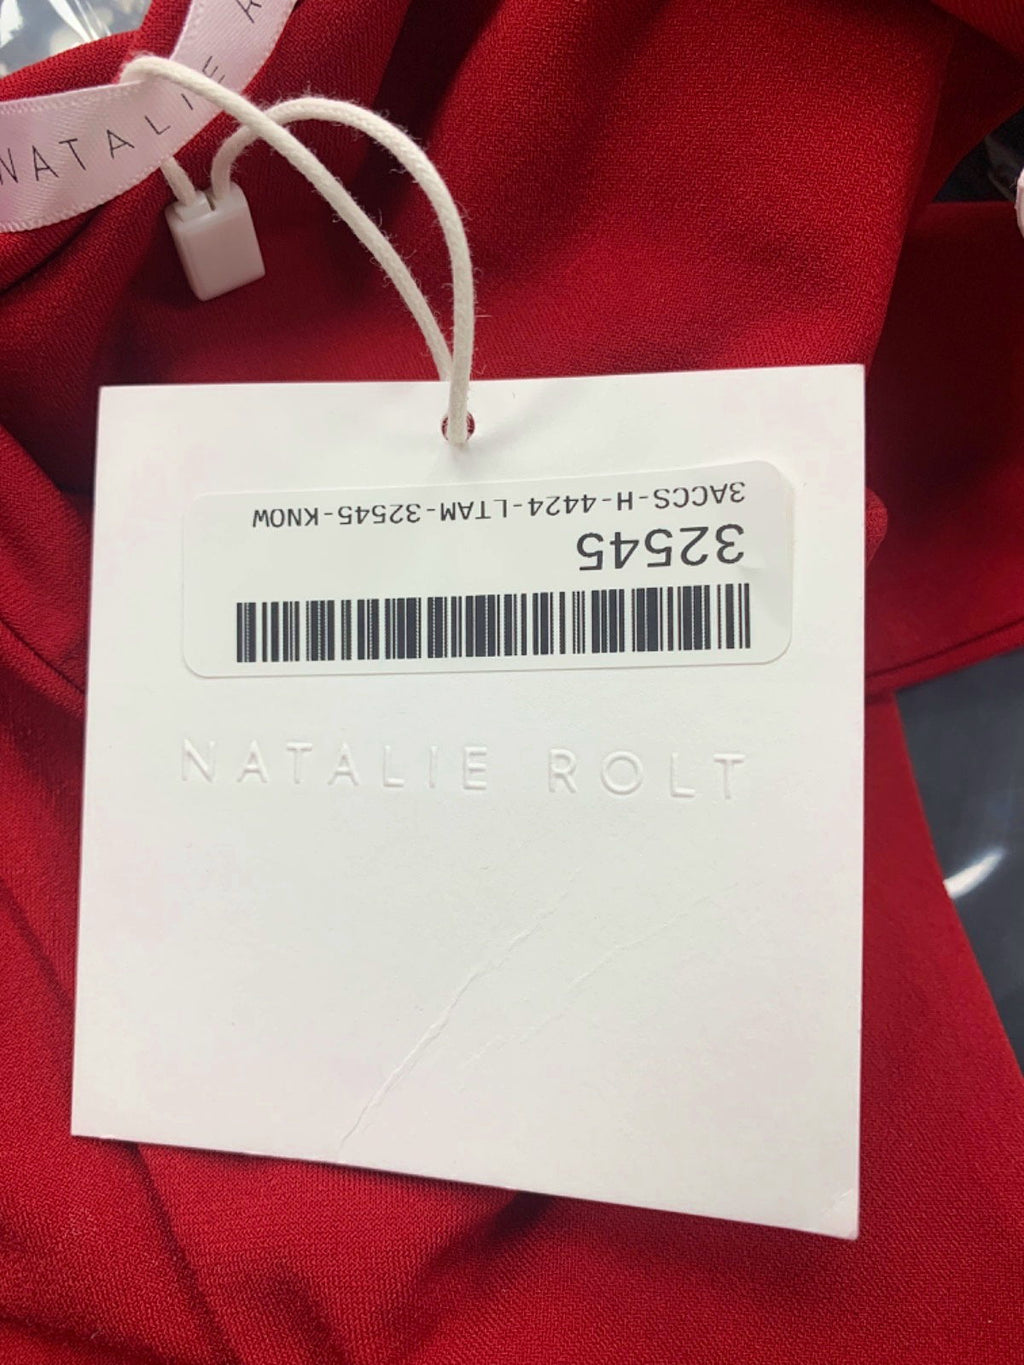 NATALIE R
3ACCS-H-4424-LTAM-32545-KNOW
32545
NATALIE ROLT